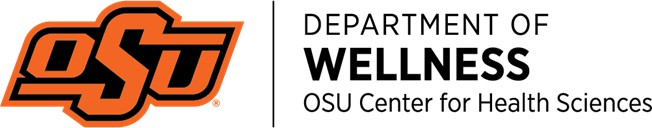 OSU®
DEPARTMENT OF
WELLNESS
OSU Center for Health Sciences